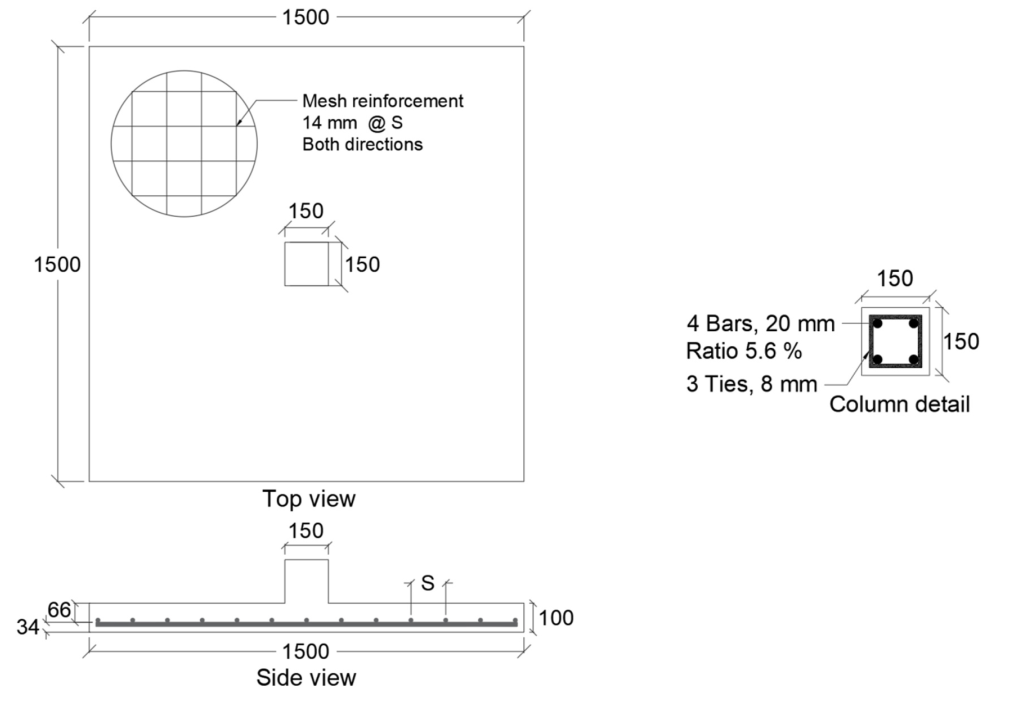 1500
Mesh reinforcement
14 mm @ S
Both directions
150
1500
150
Top view
150
4 Bars, 20 mm
Ratio 5.6 %
150
3 Ties, 8 mm
Column detail
150
S
66
34
100
1500
Side view